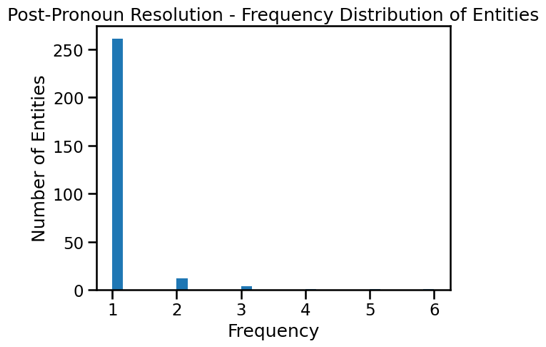 Post-Pronoun Resolution - Frequency Distribution of Entities
250
200
150
100
50
0
Number of Entities
1 2 3 4 5 6
Frequency